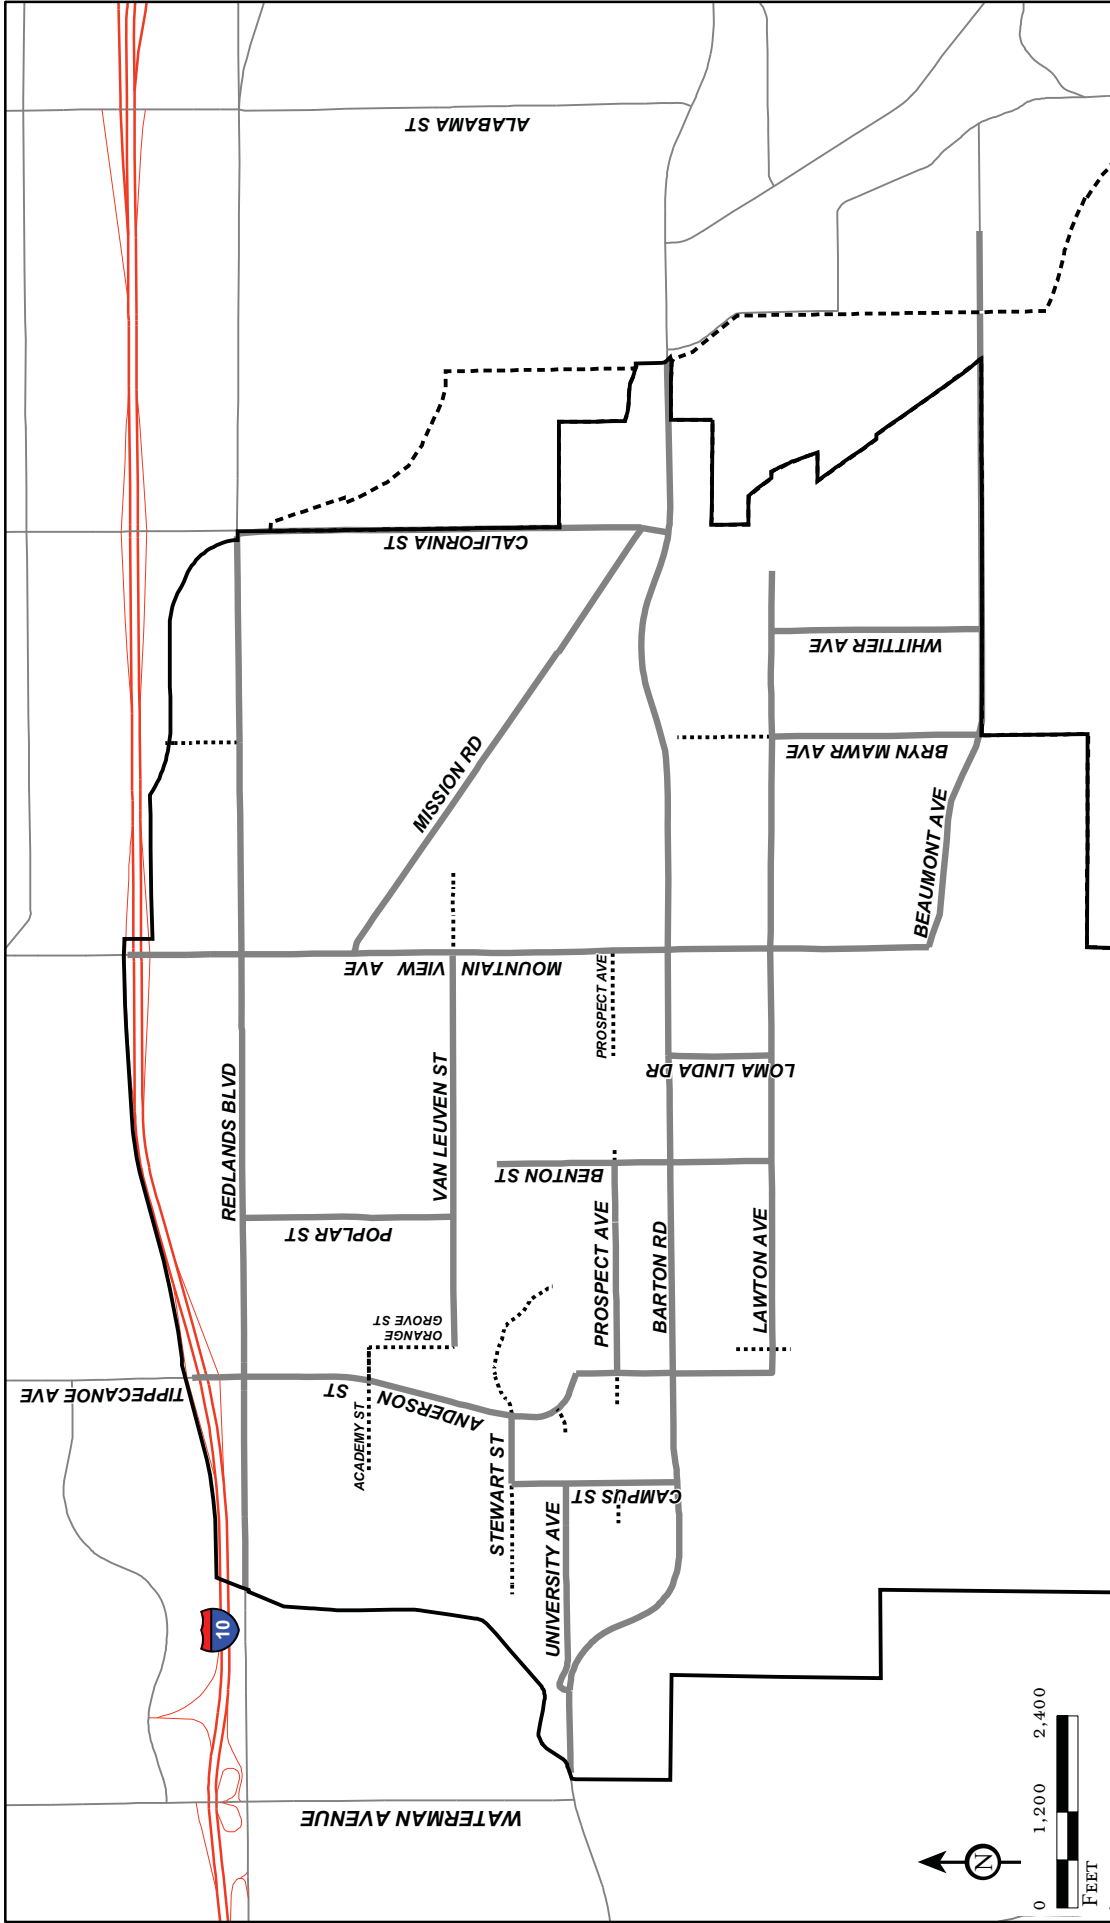 ALABAMA ST
CALIFORNIA ST
MISSION RD
WHITTIER AVE
BRYN MAWR AVE
BEAUMONT AVE
MOUNTAIN VIEW AVE
PROSPECT AVE
REDLANDS BLVD
VAN LEUVEN ST
LOMA LINDA DR
BENTON ST
POPLAR ST
PROSPECT AVE
BARTON RD
LAWTON AVE
ORANGE
GROVE ST
TIPPECANOE AVE
ANDERSON ST
ACADEMY ST
STEWART ST
CAMPUS ST
UNIVERSITY AVE
10
WATERMAN AVENUE
N
0 1,200 2,400
FEET